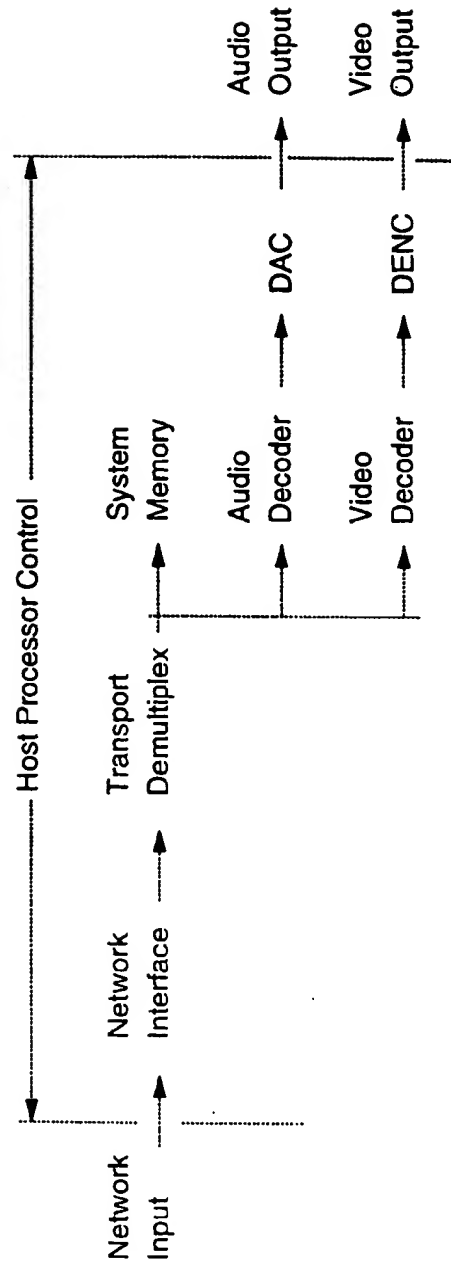 Host Processor Control
Network
Input
Network
Interface
Transport
Demultiplex
System
Memory
Audio
Decoder
DAC
Audio
Output
Video
Decoder
DENC
Video
Output